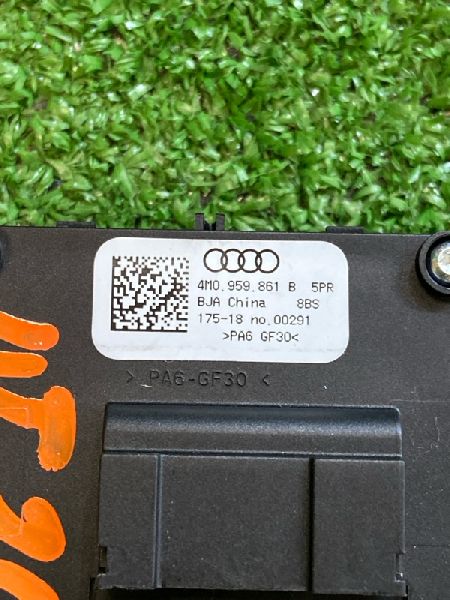 4M0.959.861 B 5PR
BJA China 8BS
175-18 no.00291
>PA6 GF30<
> PA6-GF30 <